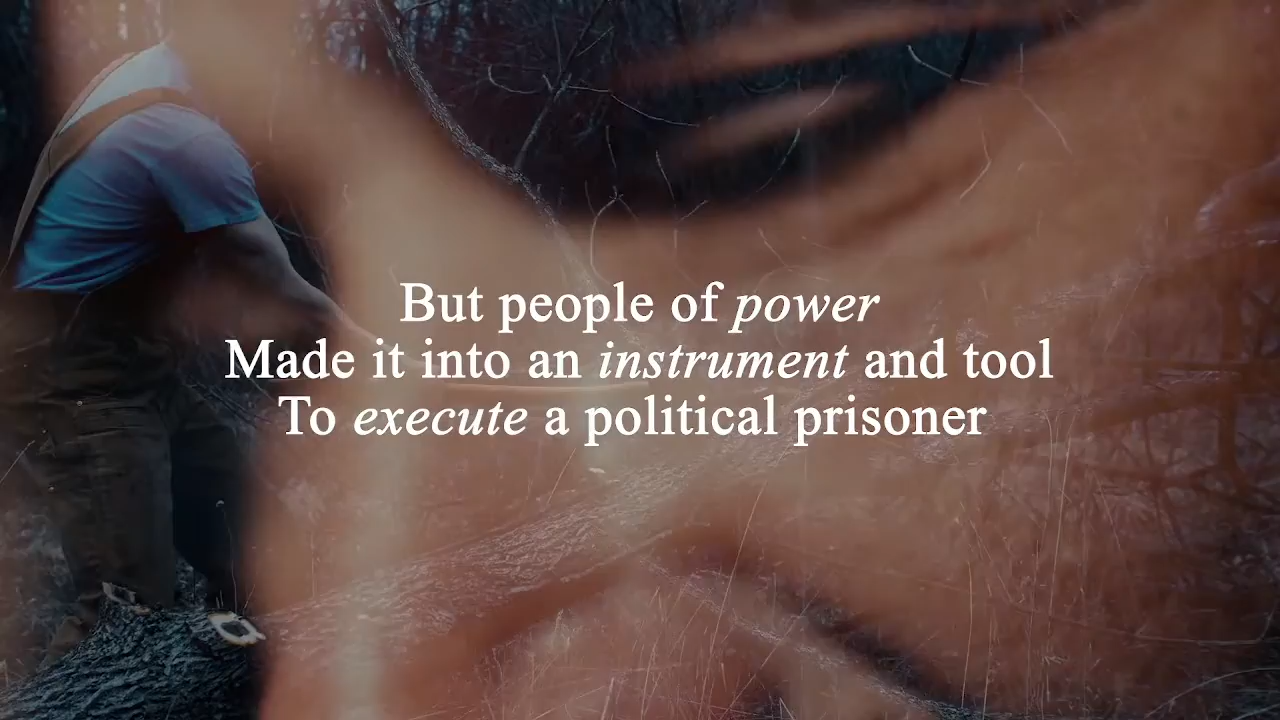 But people of power
Made it into an instrument and tool
To execute a political prisoner